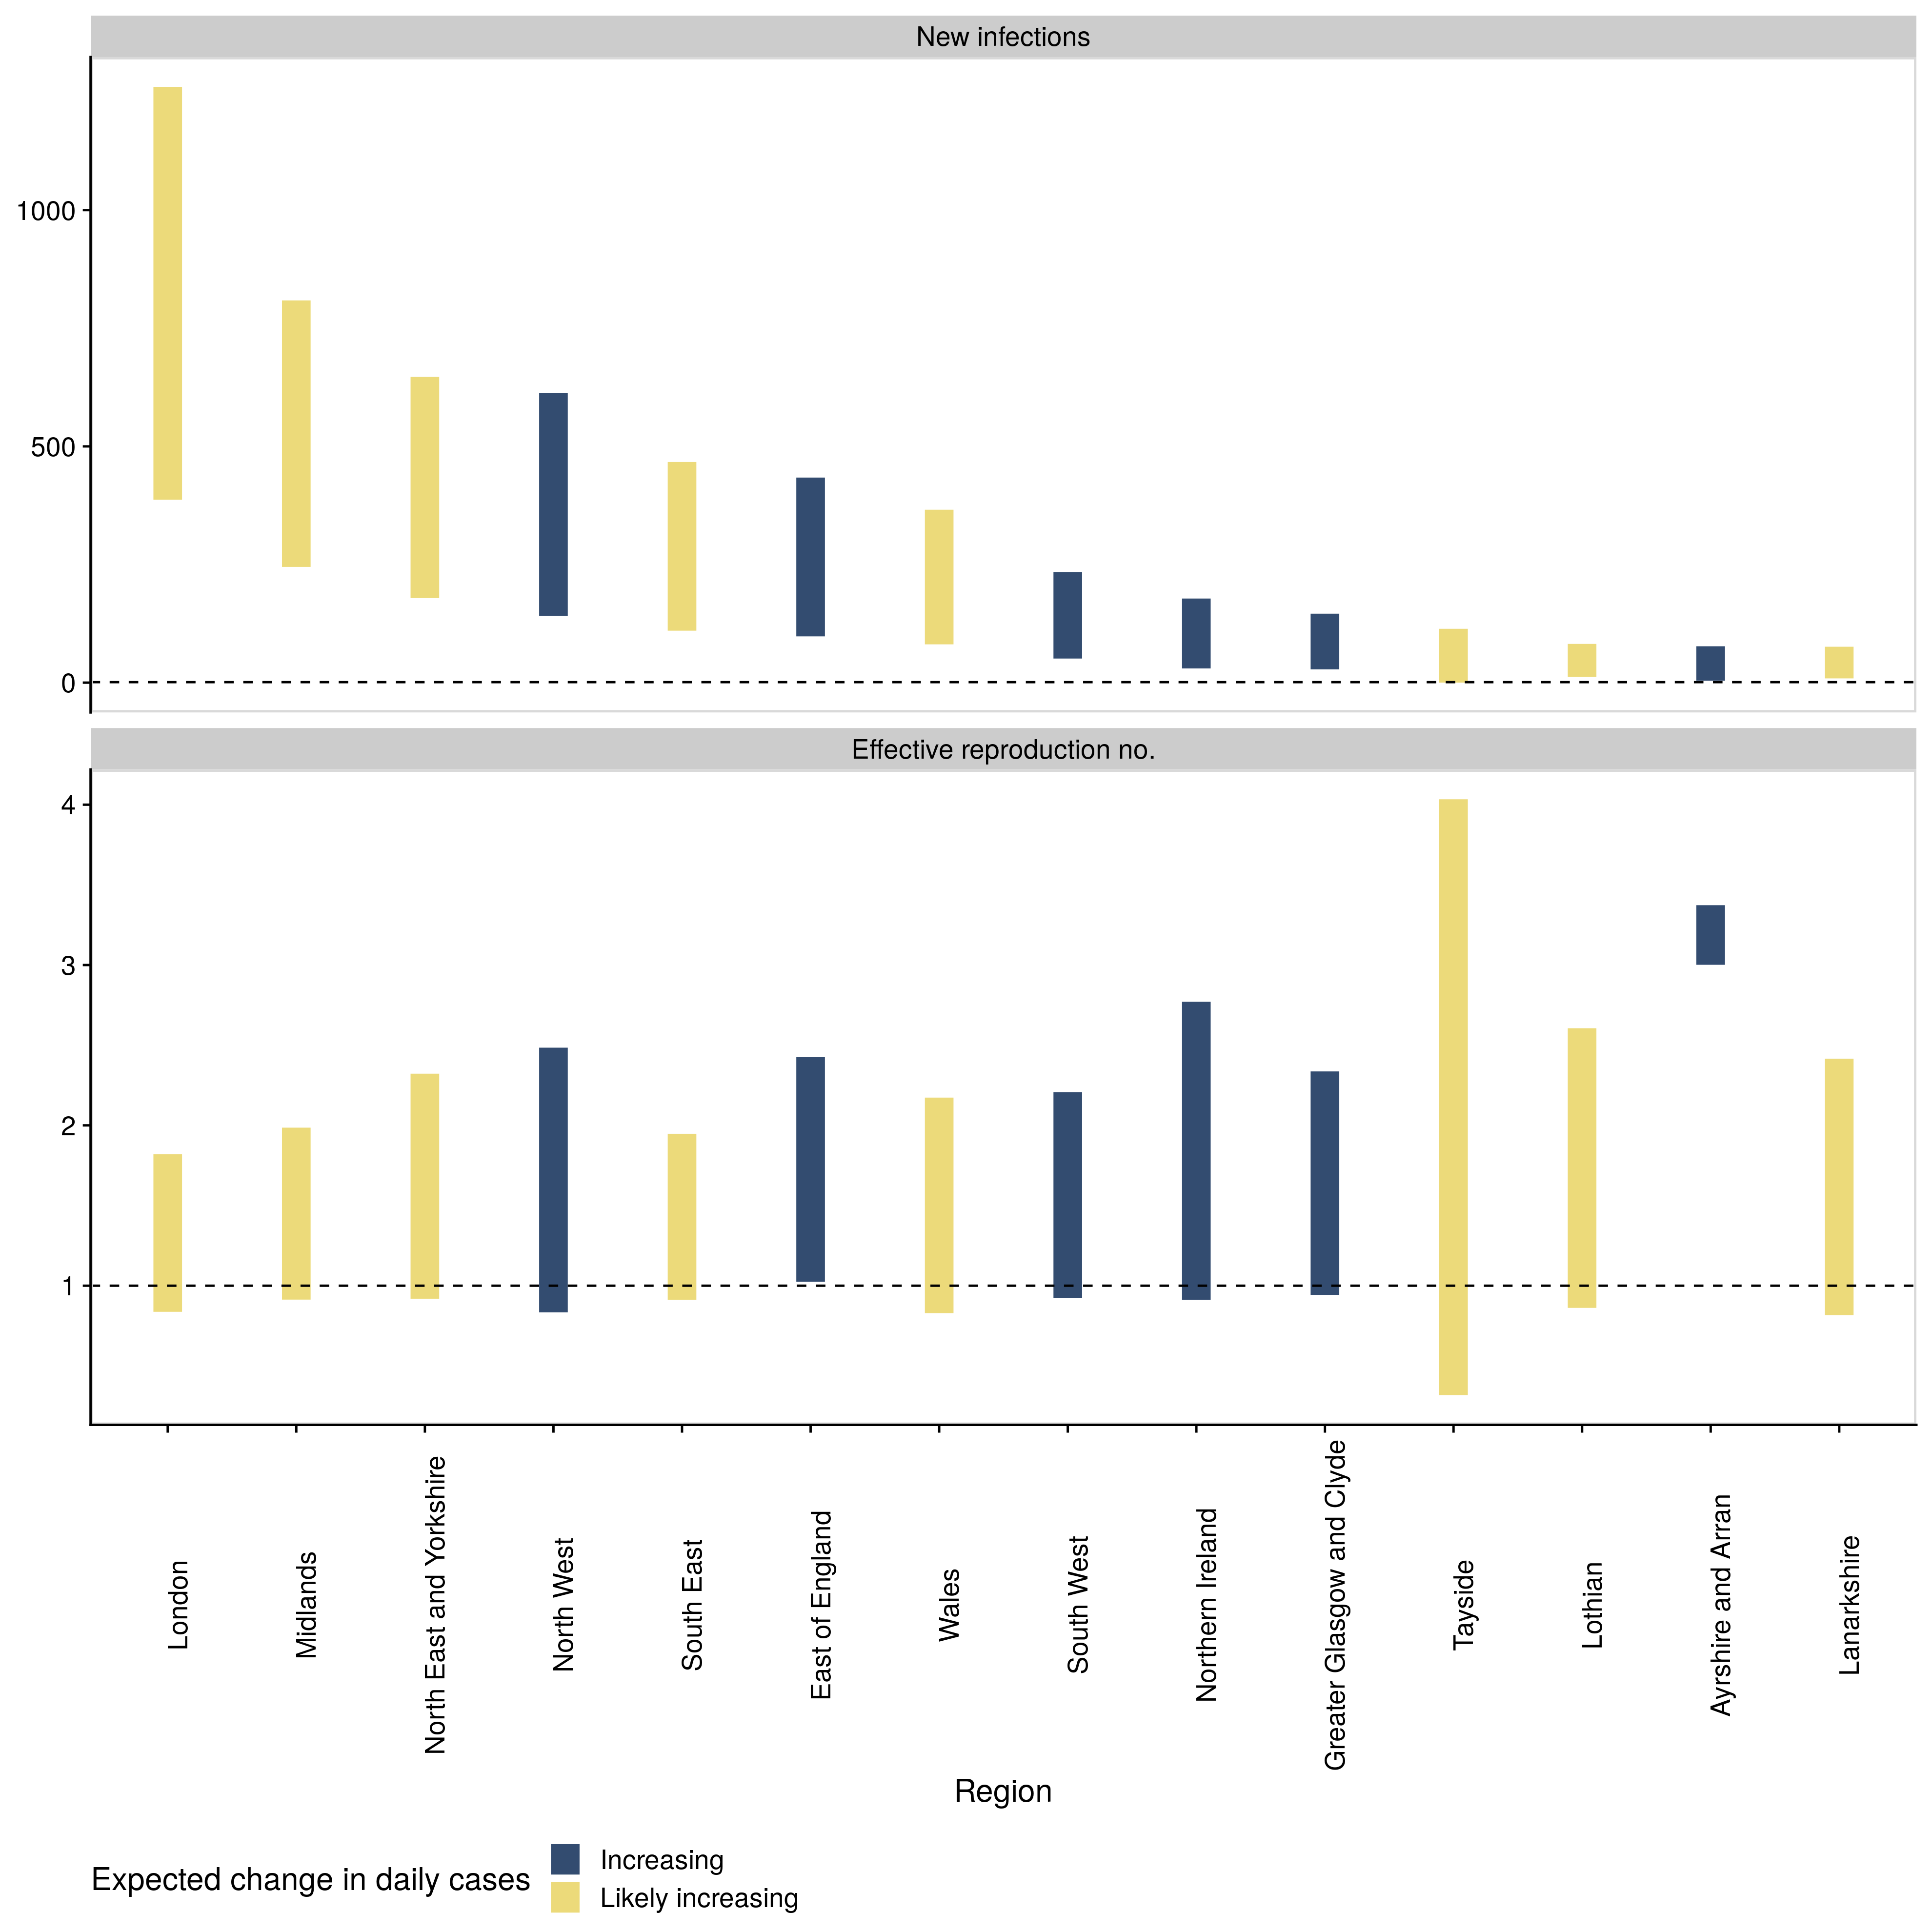 New infections
1000
500
0
Effective reproduction no.
4
3
2
1
London
Midlands
North East and Yorkshire
North West
South East
East of England
Wales
South West
Northern Ireland
Greater Glasgow and Clyde
Tayside
Lothian
Ayrshire and Arran
Lanarkshire
Region
Expected change in daily cases
Increasing
Likely increasing